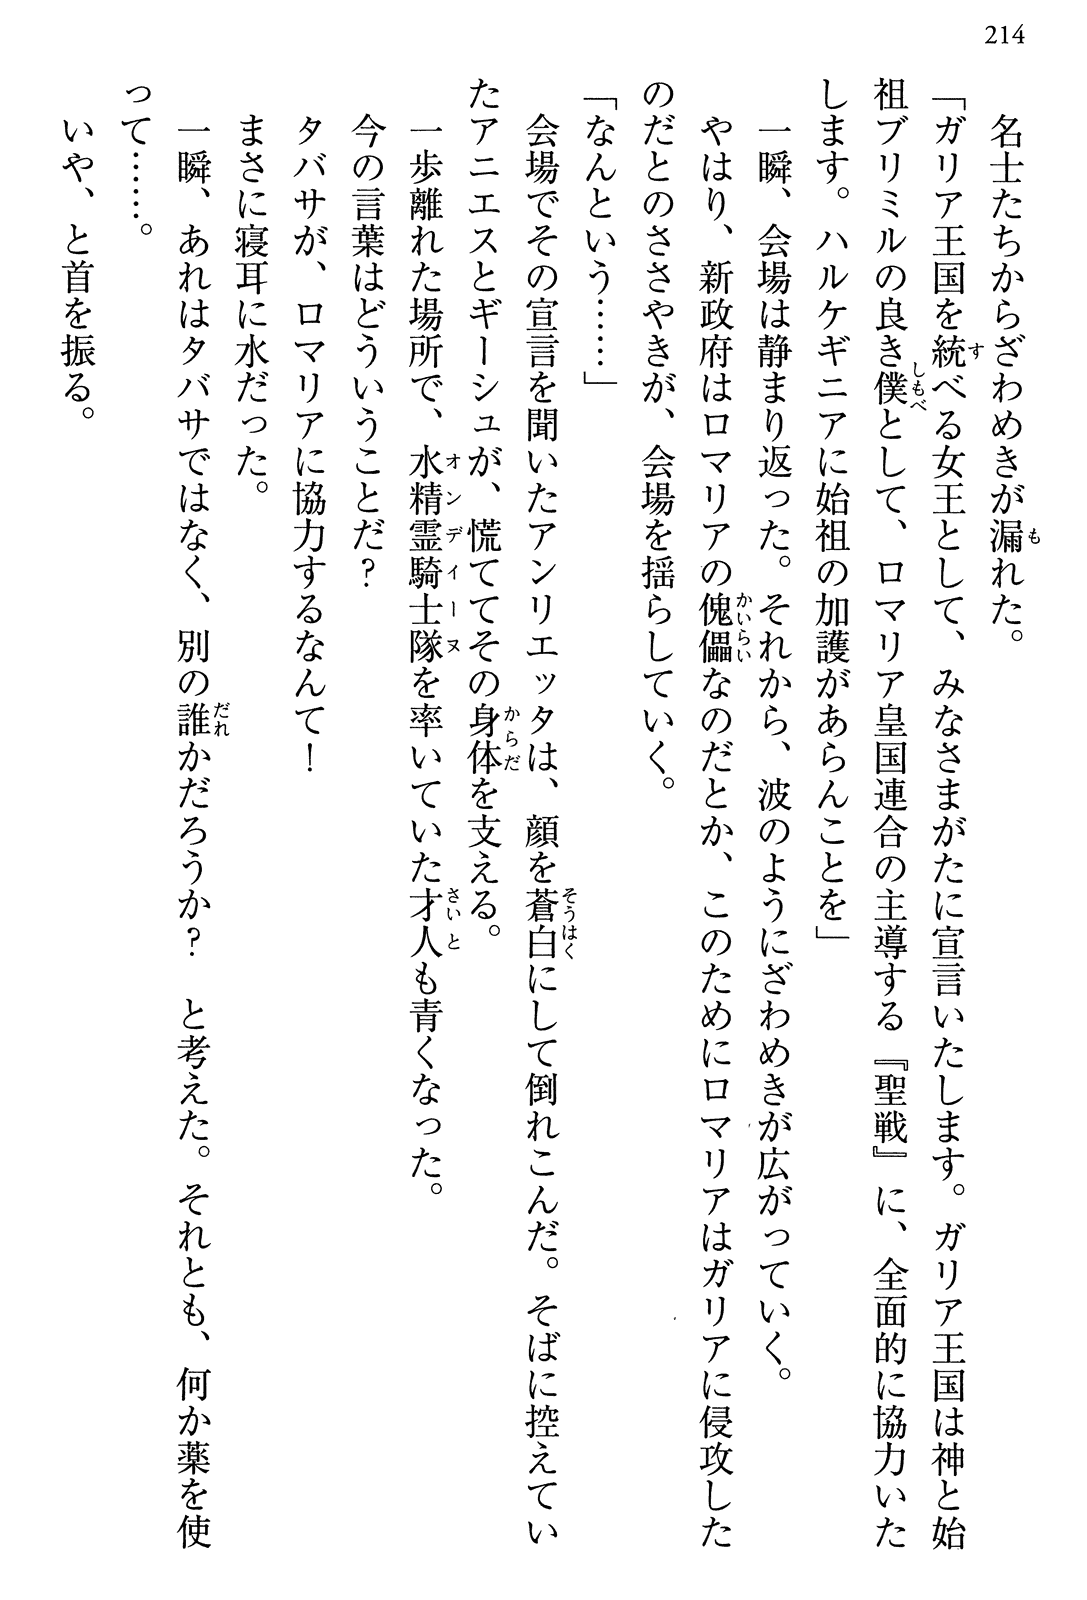 214
名士たちからざわめきが漏れた。
「ガリア王国を統べる女王として、みなさまがたに宣言いたします。ガリア王国は神と始
祖ブリミルの良き僕として、ロマリア皇国連合の主導する『聖戦』に、全面的に協力いた
します。ハルケギニアに始祖の加護があらんことを」
一瞬、会場は静まり返った。それから、波のようにざわめきが広がっていく。
やはり、新政府はロマリアの傀儡なのだとか、このためにロマリアはガリアに侵攻した
のだとのささやきが、会場を揺らしていく。
「なんという……」
会場でその宣言を聞いたアンリエッタは、顔を蒼白にして倒れこんだ。そばに控えてい
たアニエスとギーシュが、慌ててその身体を支える。
一歩離れた場所で、水精霊騎士隊を率いていた才人も青くなった。
今の言葉はどういうことだ？
タバサが、ロマリアに協力するなんて！
まさに寝耳に水だった。
一瞬、あれはタバサではなく、別の誰かだろうか？　と考えた。それとも、何か薬を使
って……。
いや、と首を振る。